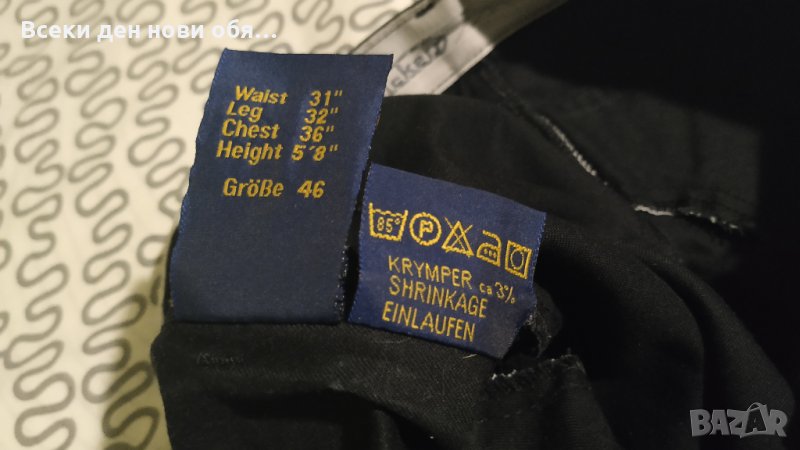 Всеки ден нови обя...
Waist 31"
Leg 32"
Chest 36"
Height 5´8"
Größe 46
85°
P
KRYMPER ca 3%
SHRINKAGE
EINLAUFEN
BAZAR